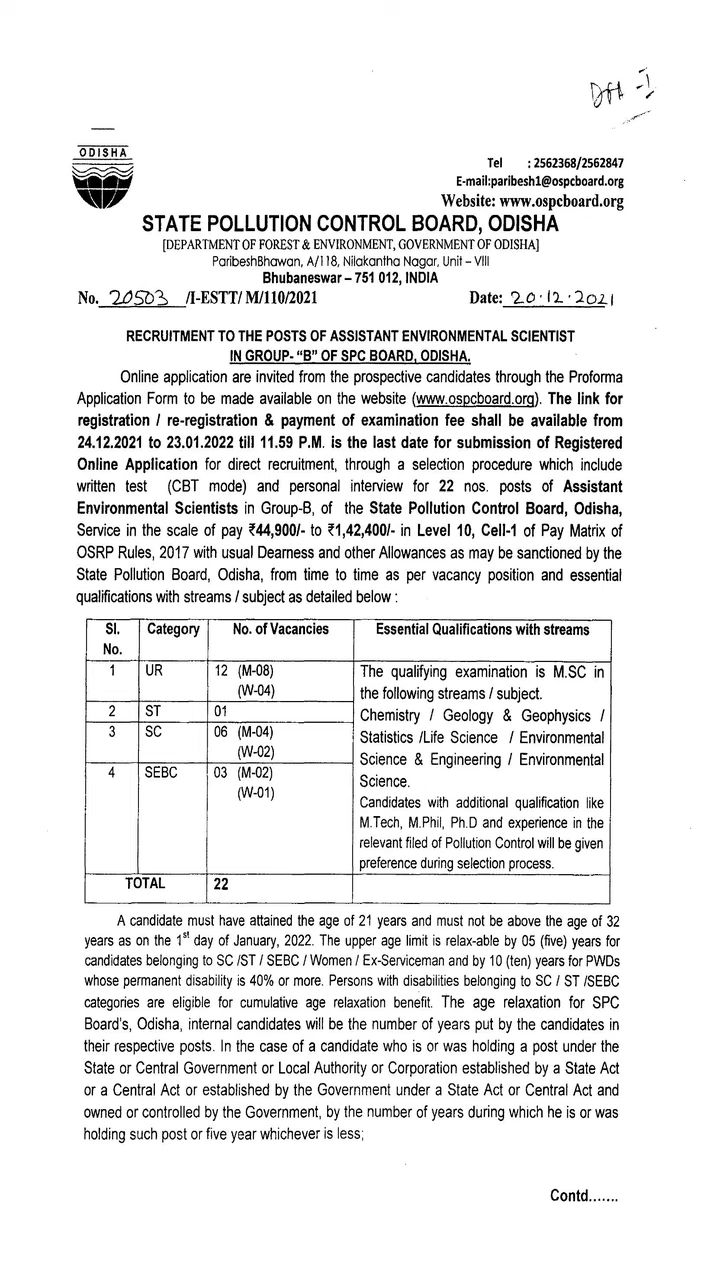 ODISHA
Tel : 2562368/2562847
E-mail:paribesh1@ospcboard.org
Website: www.ospcboard.org
STATE POLLUTION CONTROL BOARD, ODISHA
[DEPARTMENT OF FOREST & ENVIRONMENT, GOVERNMENT OF ODISHA]
ParibeshBhawan, A/118, Nilakantha Nagar, Unit – VIII
Bhubaneswar – 751 012, INDIA
No. 20503 /I-ESTT/ M/110/2021 Date: 20.12.2021
RECRUITMENT TO THE POSTS OF ASSISTANT ENVIRONMENTAL SCIENTIST
IN GROUP- “B” OF SPC BOARD, ODISHA.
Online application are invited from the prospective candidates through the Proforma
Application Form to be made available on the website (www.ospcboard.org). The link for
registration / re-registration & payment of examination fee shall be available from
24.12.2021 to 23.01.2022 till 11.59 P.M. is the last date for submission of Registered
Online Application for direct recruitment, through a selection procedure which include
written test (CBT mode) and personal interview for 22 nos. posts of Assistant
Environmental Scientists in Group-B, of the State Pollution Control Board, Odisha,
Service in the scale of pay ₹44,900/- to ₹1,42,400/- in Level 10, Cell-1 of Pay Matrix of
OSRP Rules, 2017 with usual Dearness and other Allowances as may be sanctioned by the
State Pollution Board, Odisha, from time to time as per vacancy position and essential
qualifications with streams / subject as detailed below :
Sl. No. Category No. of Vacancies Essential Qualifications with streams
1 UR 12 (M-08)
(W-04)
2 ST 01
3 SC 06 (M-04)
(W-02)
4 SEBC 03 (M-02)
(W-01)
The qualifying examination is M.SC in
the following streams / subject.
Chemistry / Geology & Geophysics /
Statistics /Life Science / Environmental
Science & Engineering / Environmental
Science.
Candidates with additional qualification like
M.Tech, M.Phil, Ph.D and experience in the
relevant filed of Pollution Control will be given
preference during selection process.
TOTAL 22
A candidate must have attained the age of 21 years and must not be above the age of 32
years as on the 1st day of January, 2022. The upper age limit is relax-able by 05 (five) years for
candidates belonging to SC /ST / SEBC / Women / Ex-Serviceman and by 10 (ten) years for PWDs
whose permanent disability is 40% or more. Persons with disabilities belonging to SC / ST /SEBC
categories are eligible for cumulative age relaxation benefit. The age relaxation for SPC
Board’s, Odisha, internal candidates will be the number of years put by the candidates in
their respective posts. In the case of a candidate who is or was holding a post under the
State or Central Government or Local Authority or Corporation established by a State Act
or a Central Act or established by the Government under a State Act or Central Act and
owned or controlled by the Government, by the number of years during which he is or was
holding such post or five year whichever is less;
Contd.......